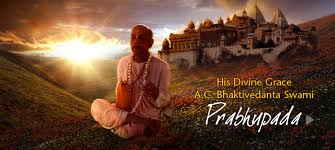 His Divine Grace
A.C. Bhaktivedanta Swami
Prabhupada